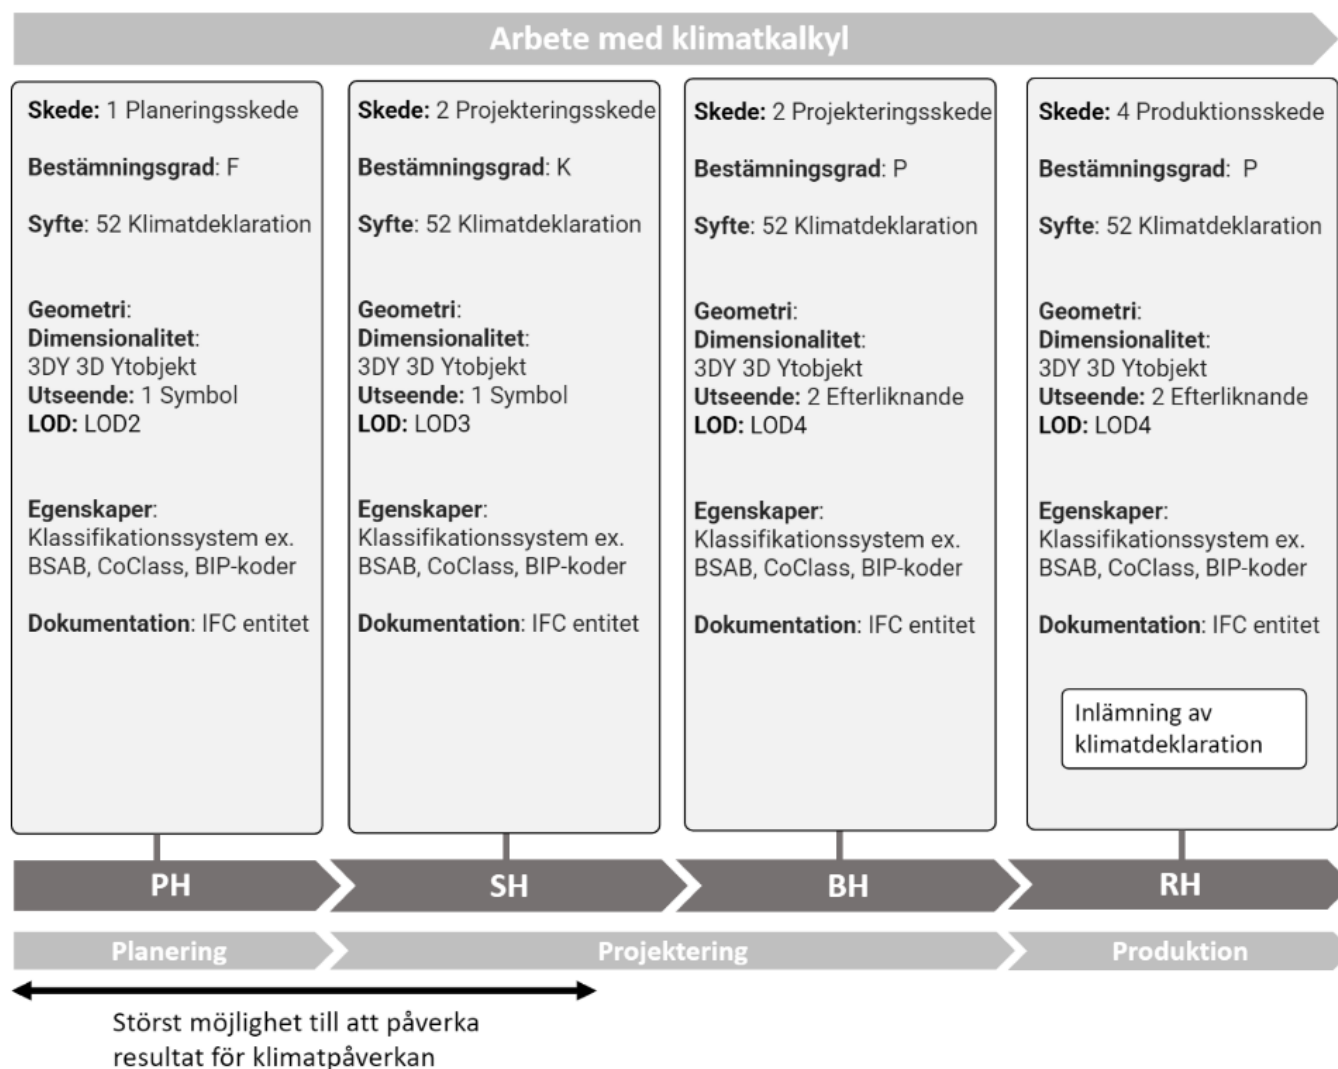 Arbete med klimatkalkyl
Skede: 1 Planeringsskede
Bestämningsgrad: F
Syfte: 52 Klimatdeklaration
Geometri:
Dimensionalitet:
3DY 3D Ytobjekt
Utseende: 1 Symbol
LOD: LOD2
Egenskaper:
Klassifikationssystem ex.
BSAB, CoClass, BIP-koder
Dokumentation: IFC entitet
Skede: 2 Projekteringsskede
Bestämningsgrad: K
Syfte: 52 Klimatdeklaration
Geometri:
Dimensionalitet:
3DY 3D Ytobjekt
Utseende: 1 Symbol
LOD: LOD3
Egenskaper:
Klassifikationssystem ex.
BSAB, CoClass, BIP-koder
Dokumentation: IFC entitet
Skede: 2 Projekteringsskede
Bestämningsgrad: P
Syfte: 52 Klimatdeklaration
Geometri:
Dimensionalitet:
3DY 3D Ytobjekt
Utseende: 2 Efterliknande
LOD: LOD4
Egenskaper:
Klassifikationssystem ex.
BSAB, CoClass, BIP-koder
Dokumentation: IFC entitet
Skede: 4 Produktionsskede
Bestämningsgrad: P
Syfte: 52 Klimatdeklaration
Geometri:
Dimensionalitet:
3DY 3D Ytobjekt
Utseende: 2 Efterliknande
LOD: LOD4
Egenskaper:
Klassifikationssystem ex.
BSAB, CoClass, BIP-koder
Dokumentation: IFC entitet
Inlämning av
klimatdeklaration
PH
SH
BH
RH
Planering
Projektering
Produktion
Störst möjlighet till att påverka
resultat för klimatpåverkan